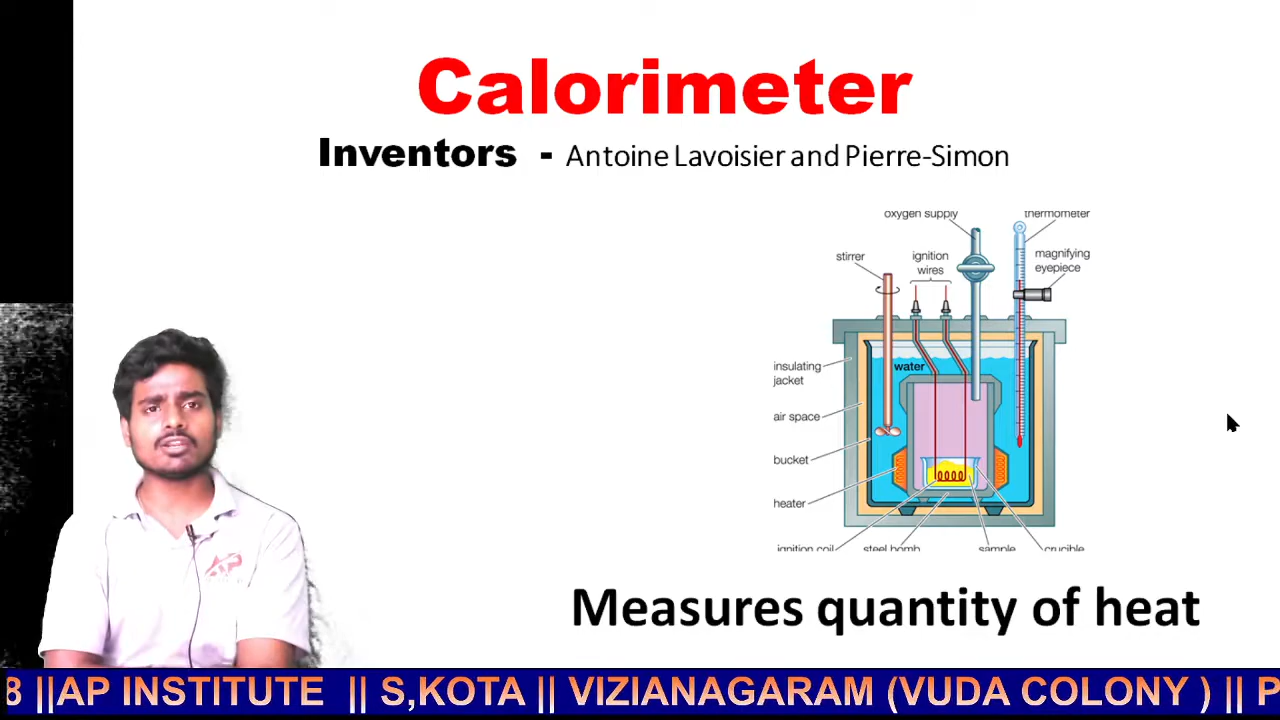 Calorimeter
Inventors - Antoine Lavoisier and Pierre-Simon
oxygen supply
thermometer
stirrer
ignition
wires
magnifying
eyepiece
water
insulating
jacket
air space
bucket
heater
ignition coil
steel bomb
sample
crucible
Measures quantity of heat
8 ||AP INSTITUTE || S,KOTA || VIZIANAGARAM (VUDA COLONY ) || P